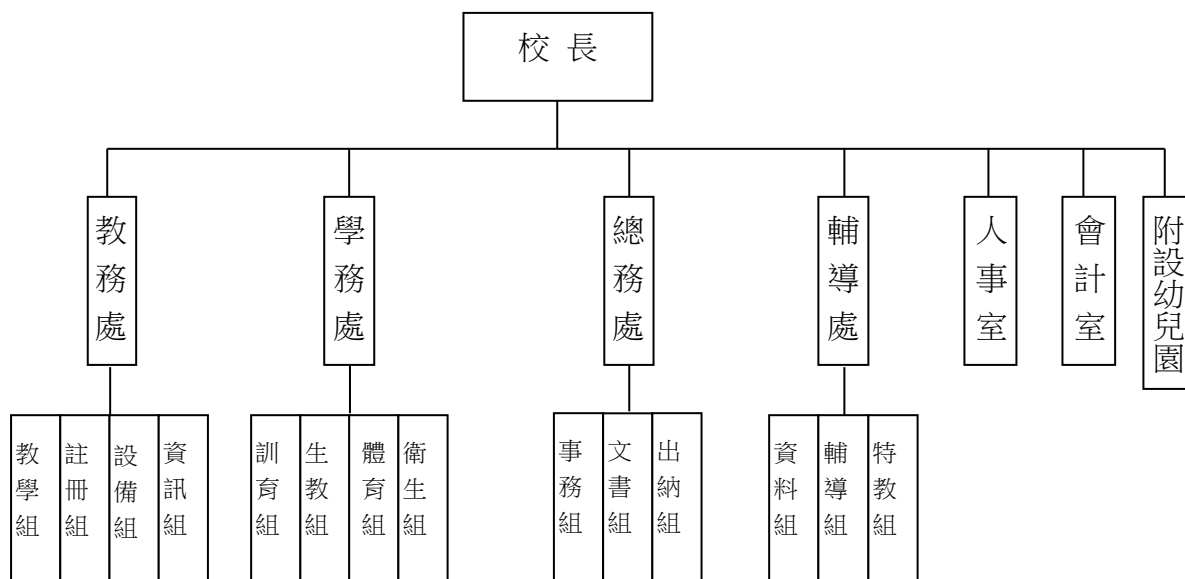 校 長
教務處
學務處
總務處
輔導處
人事室
會計室
附設幼兒園
教學組
註冊組
設備組
資訊組
訓育組
生教組
體育組
衛生組
事務組
文書組
出納組
資料組
輔導組
特教組